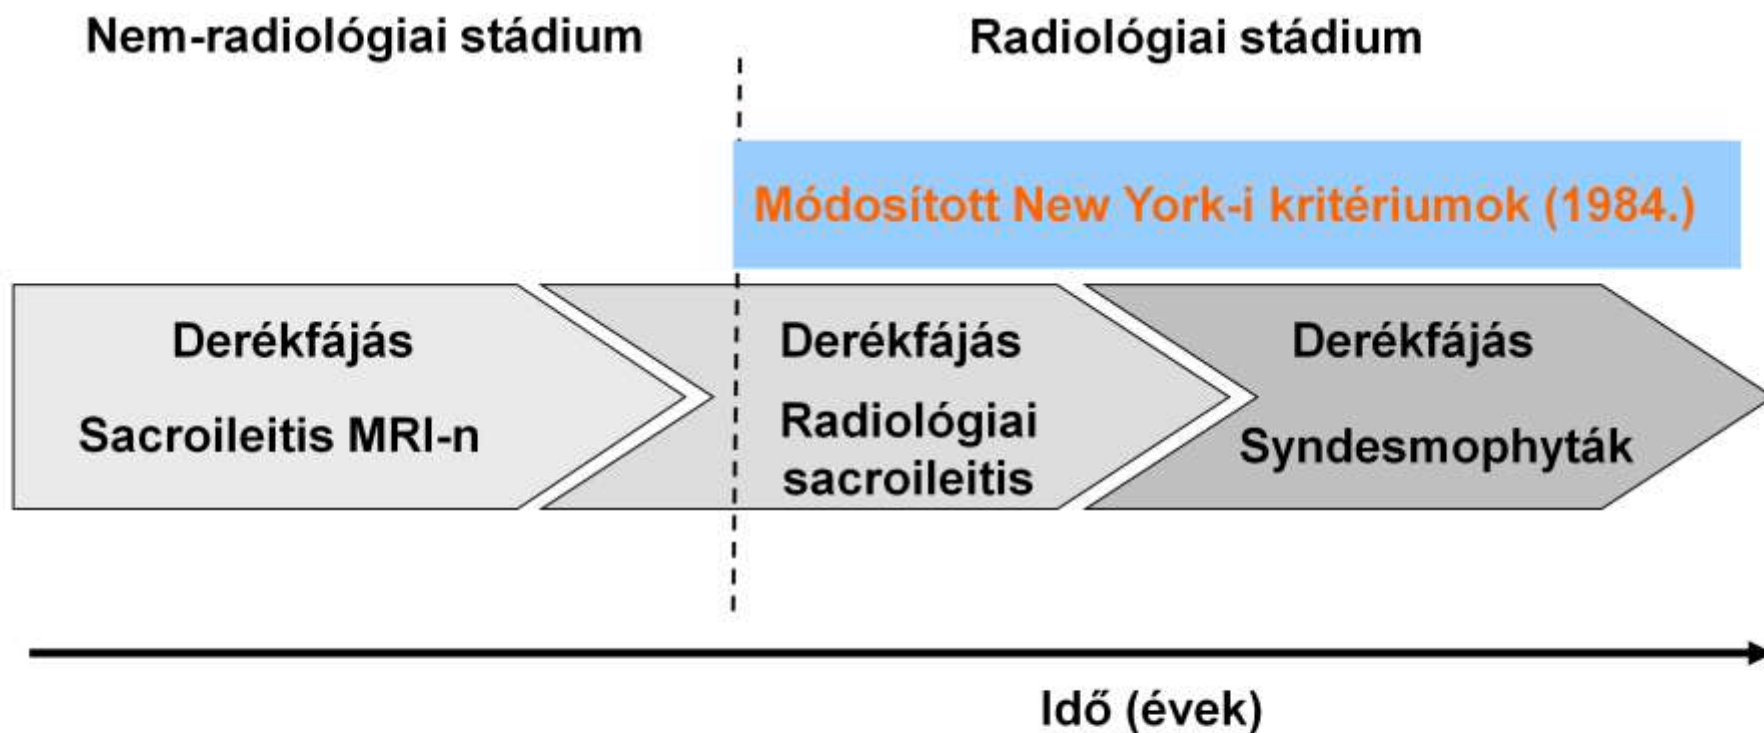 Nem-radiológiai stádium
Radiológiai stádium
Módosított New York-i kritériumok (1984.)
Derékfájás
Sacroileitis MRI-n
Derékfájás
Radiológiai
sacroileitis
Derékfájás
Syndesmophyták
Idő (évek)